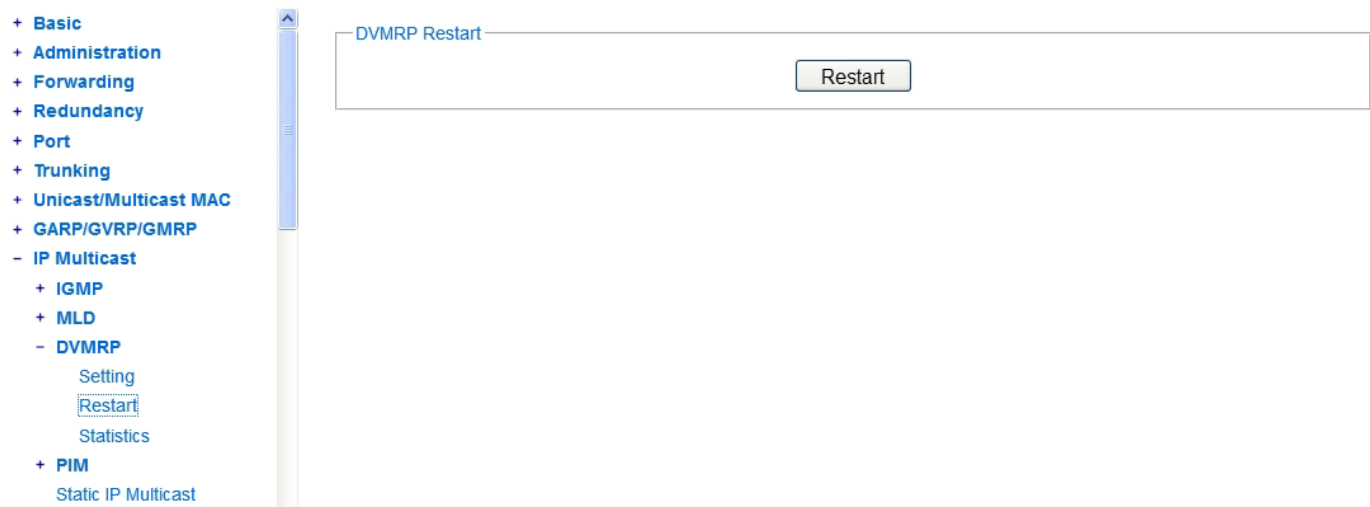 + Basic
+ Administration
+ Forwarding
+ Redundancy
+ Port
+ Trunking
+ Unicast/Multicast MAC
+ GARP/GVRP/GMRP
- IP Multicast
+ IGMP
+ MLD
- DVMRP
Setting
Restart
Statistics
+ PIM
Static IP Multicast
DVMRP Restart
Restart